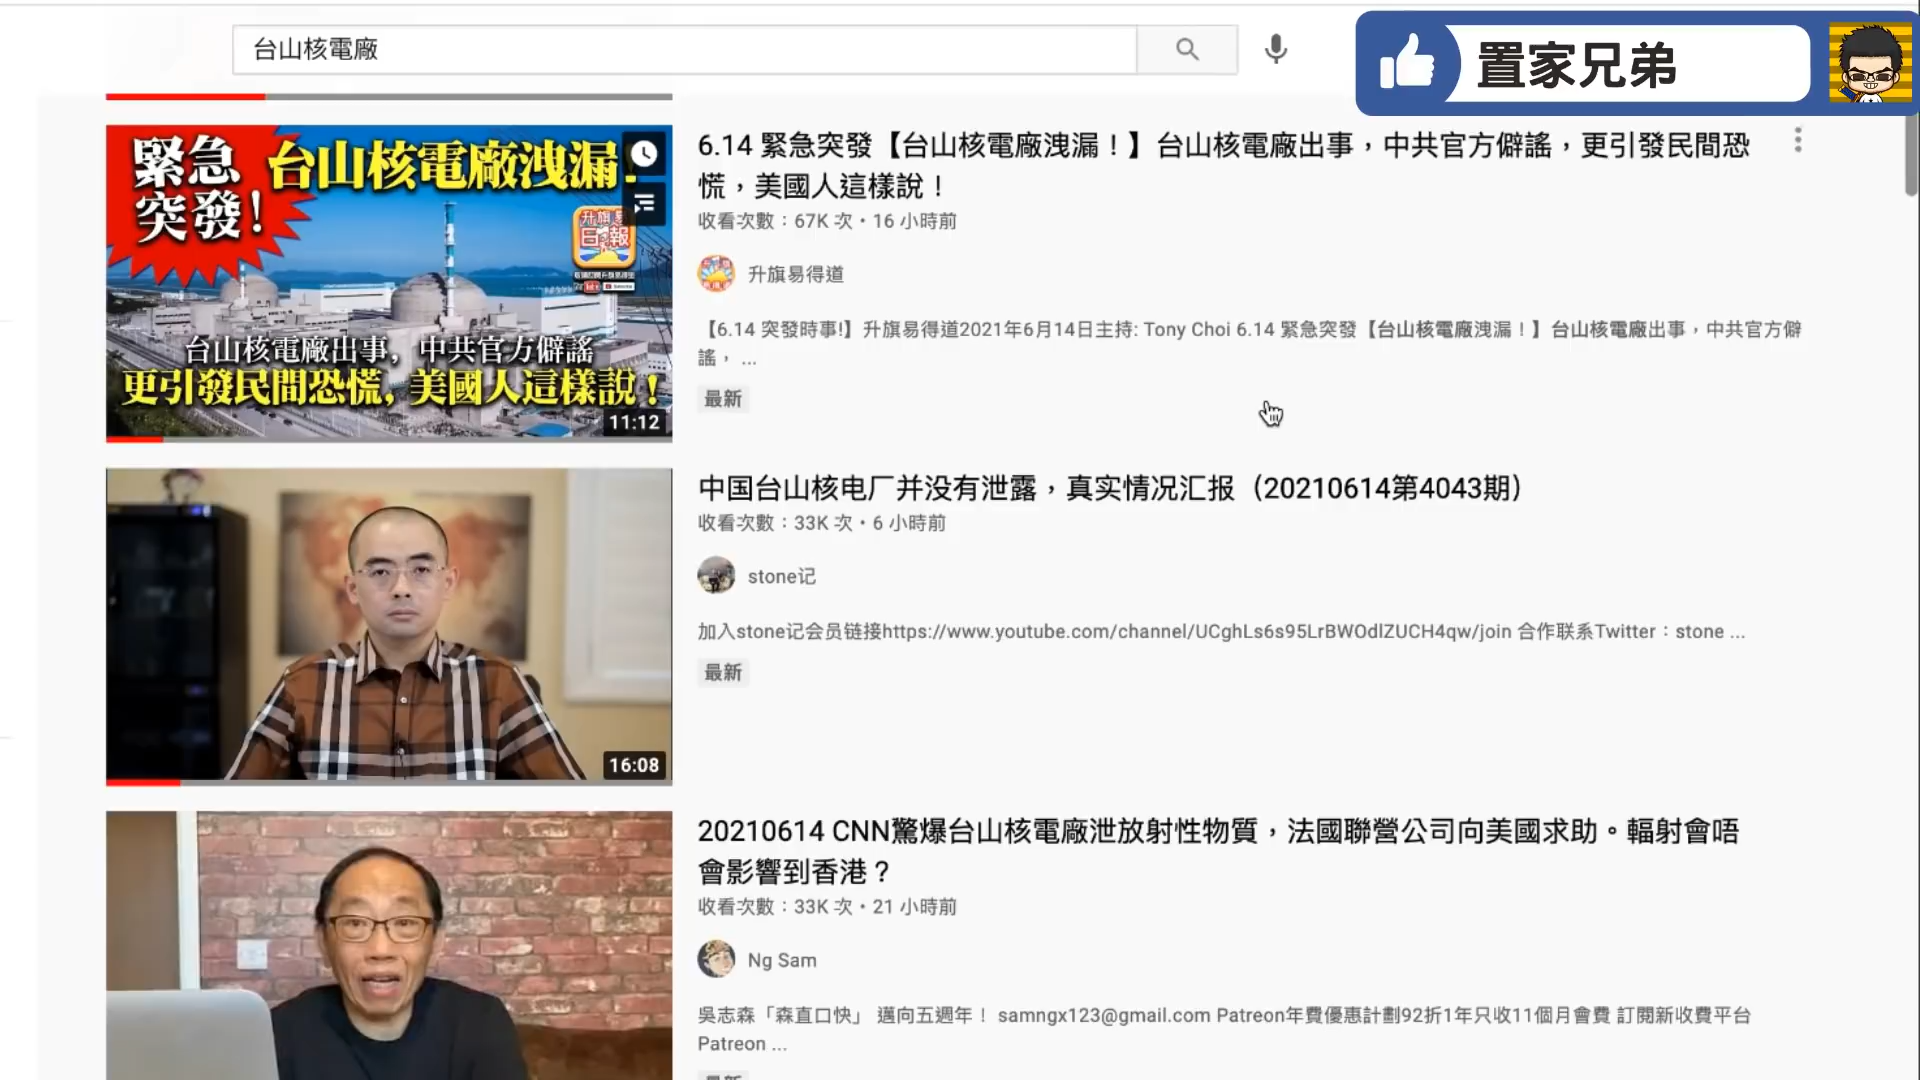 台山核電廠
置家兄弟
緊急
突發!
台山核電廠洩漏!
升旗易
日報
台山核電廠出事, 中共官方僻謠
更引發民間恐慌, 美國人這樣說!
11:12
6.14 緊急突發【台山核電廠洩漏！】台山核電廠出事，中共官方僻謠，更引發民間恐
慌，美國人這樣說！
收看次數：67K 次・16 小時前
升旗易得道
【6.14 突發時事!】升旗易得道2021年6月14日主持: Tony Choi 6.14 緊急突發【台山核電廠洩漏！】台山核電廠出事，中共官方僻
謠， ...
最新
16:08
中国台山核电厂并没有泄露，真实情况汇报（20210614第4043期）
收看次數：33K 次・6 小時前
stone记
加入stone记会员链接https://www.youtube.com/channel/UCghLs6s95LrBWOdlZUCH4qw/join 合作联系Twitter：stone ...
最新
20210614 CNN驚爆台山核電廠泄放射性物質，法國聯營公司向美國求助。輻射會唔
會影響到香港？
收看次數：33K 次・21 小時前
Ng Sam
吳志森「森直口快」 邁向五週年！ samngx123@gmail.com Patreon年費優惠計劃92折1年只收11個月會費 訂閱新收費平台
Patreon ...
最新